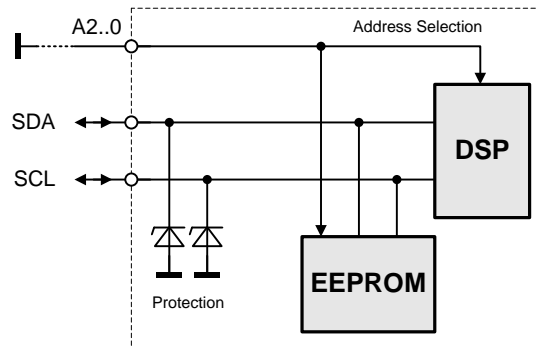 A2..0
Address Selection
SDA
DSP
SCL
EEPROM
Protection